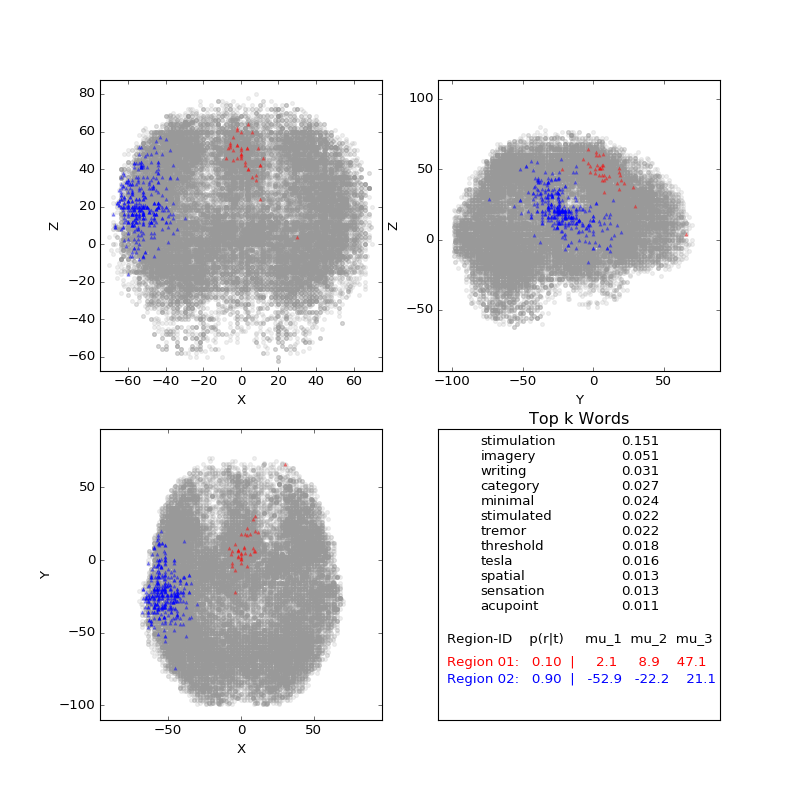 80
60
40
20
0
−20
−40
−60
−60 −40 −20 0 20 40 60
X
Z
100
50
0
−50
−100 −50 0 50
Y
Z
50
0
−50
−100
−50 0 50
X
Y
Top k Words
stimulation 0.151
imagery 0.051
writing 0.031
category 0.027
minimal 0.024
stimulated 0.022
tremor 0.022
threshold 0.018
tesla 0.016
spatial 0.013
sensation 0.013
acupoint 0.011
Region-ID p(r|t) mu_1 mu_2 mu_3
Region 01: 0.10 | 2.1 8.9 47.1
Region 02: 0.90 | -52.9 -22.2 21.1